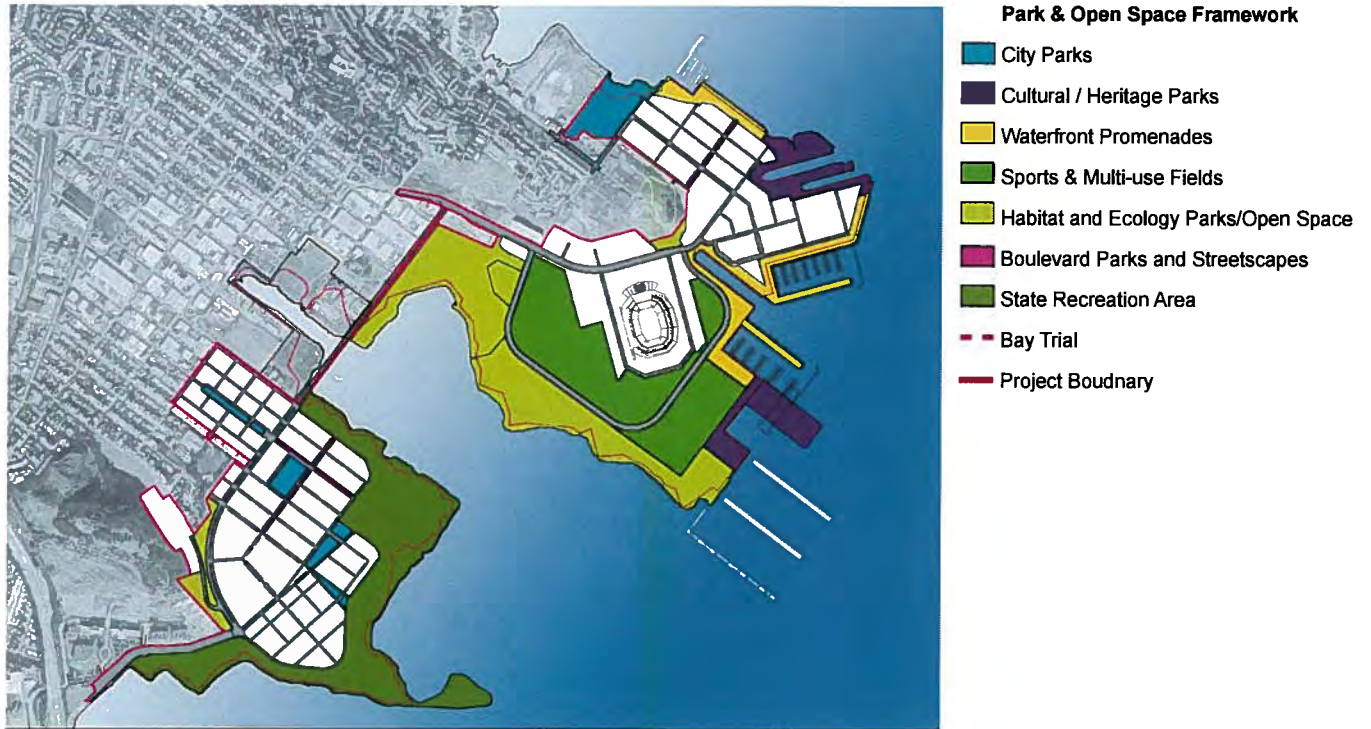 Park & Open Space Framework
City Parks
Cultural / Heritage Parks
Waterfront Promenades
Sports & Multi-use Fields
Habitat and Ecology Parks/Open Space
Boulevard Parks and Streetscapes
State Recreation Area
Bay Trial
Project Boudnary